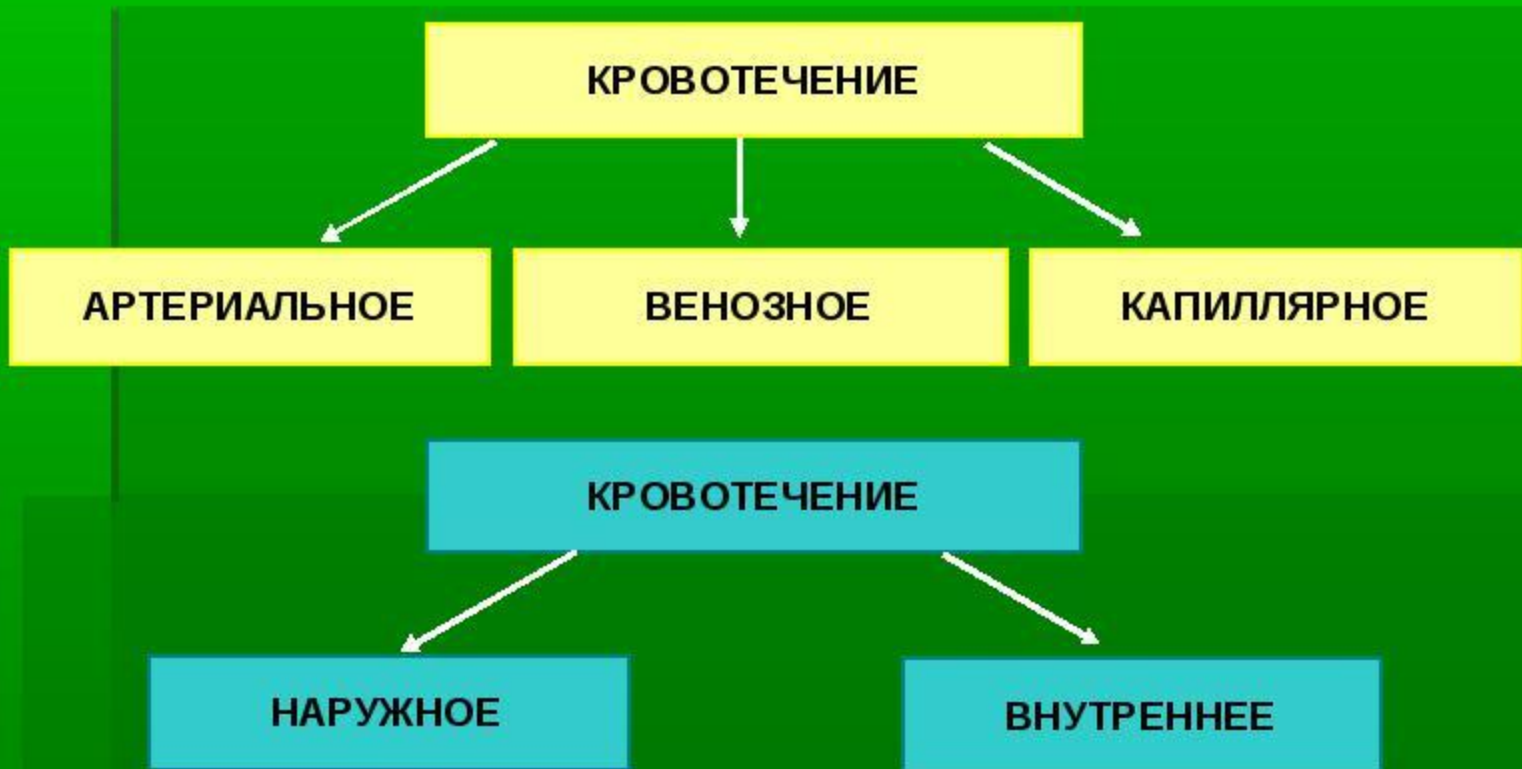 КРОВОТЕЧЕНИЕ
АРТЕРИАЛЬНОЕ
ВЕНОЗНОЕ
КАПИЛЛЯРНОЕ
КРОВОТЕЧЕНИЕ
НАРУЖНОЕ
ВНУТРЕННЕЕ